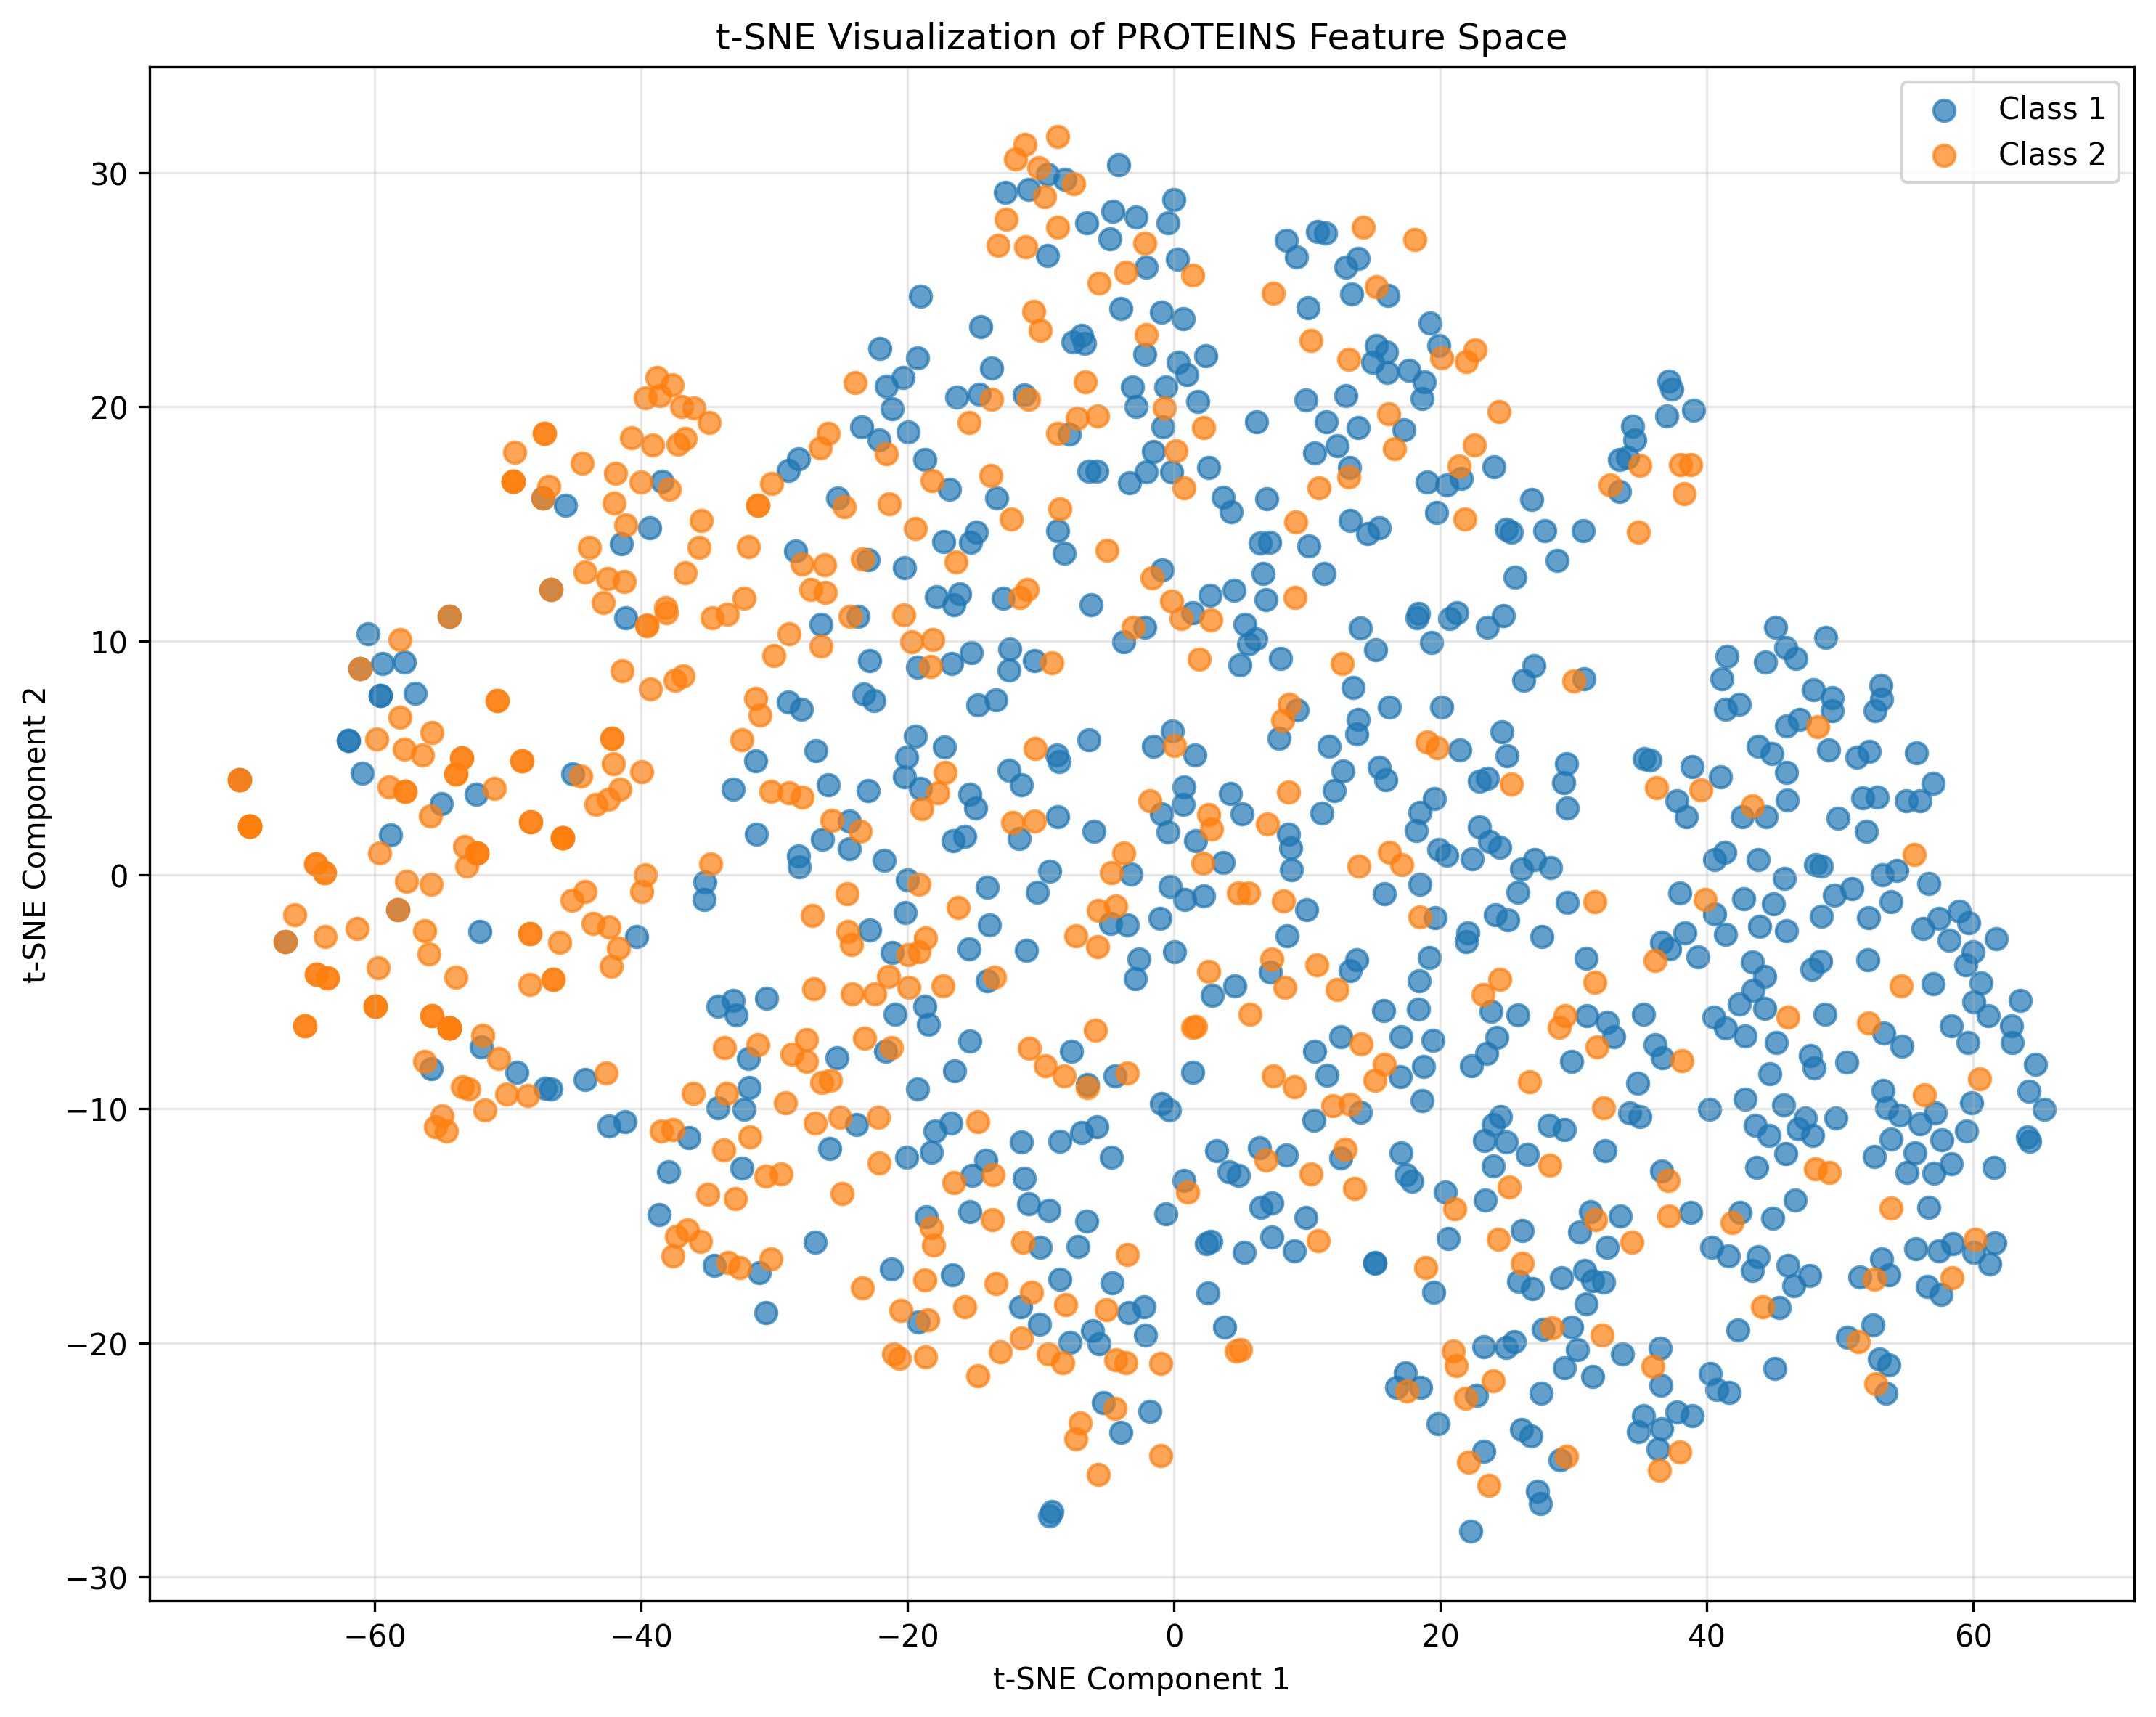 t-SNE Visualization of PROTEINS Feature Space
Class 1
Class 2
t-SNE Component 2
30
20
10
0
−10
−20
−30
−60
−40
−20
0
20
40
60
t-SNE Component 1